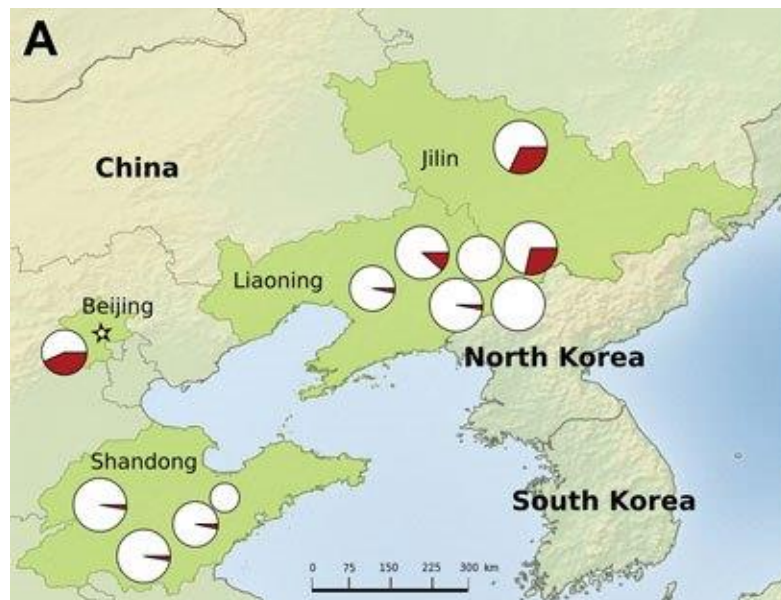 A
China
Jilin
Liaoning
Beijing
North Korea
Shandong
South Korea
0 75 150 225 300 km